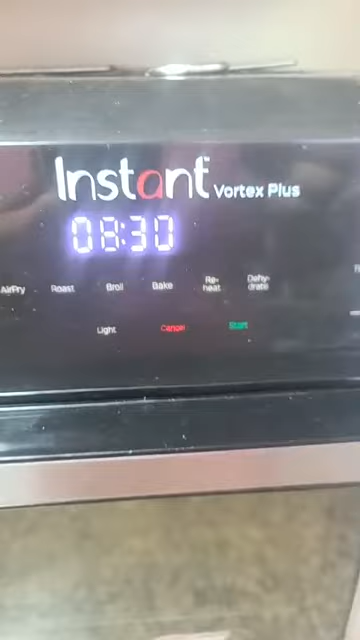 Instant Vortex Plus
08:30
AirFry Roast Broil Bake Re-heat Dehy-drate
Light Cancel Start